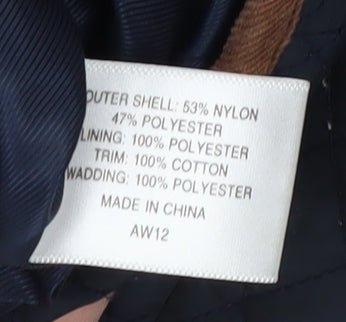 OUTER SHELL: 53% NYLON
47% POLYESTER
LINING: 100% POLYESTER
TRIM: 100% COTTON
WADDING: 100% POLYESTER
MADE IN CHINA
AW12